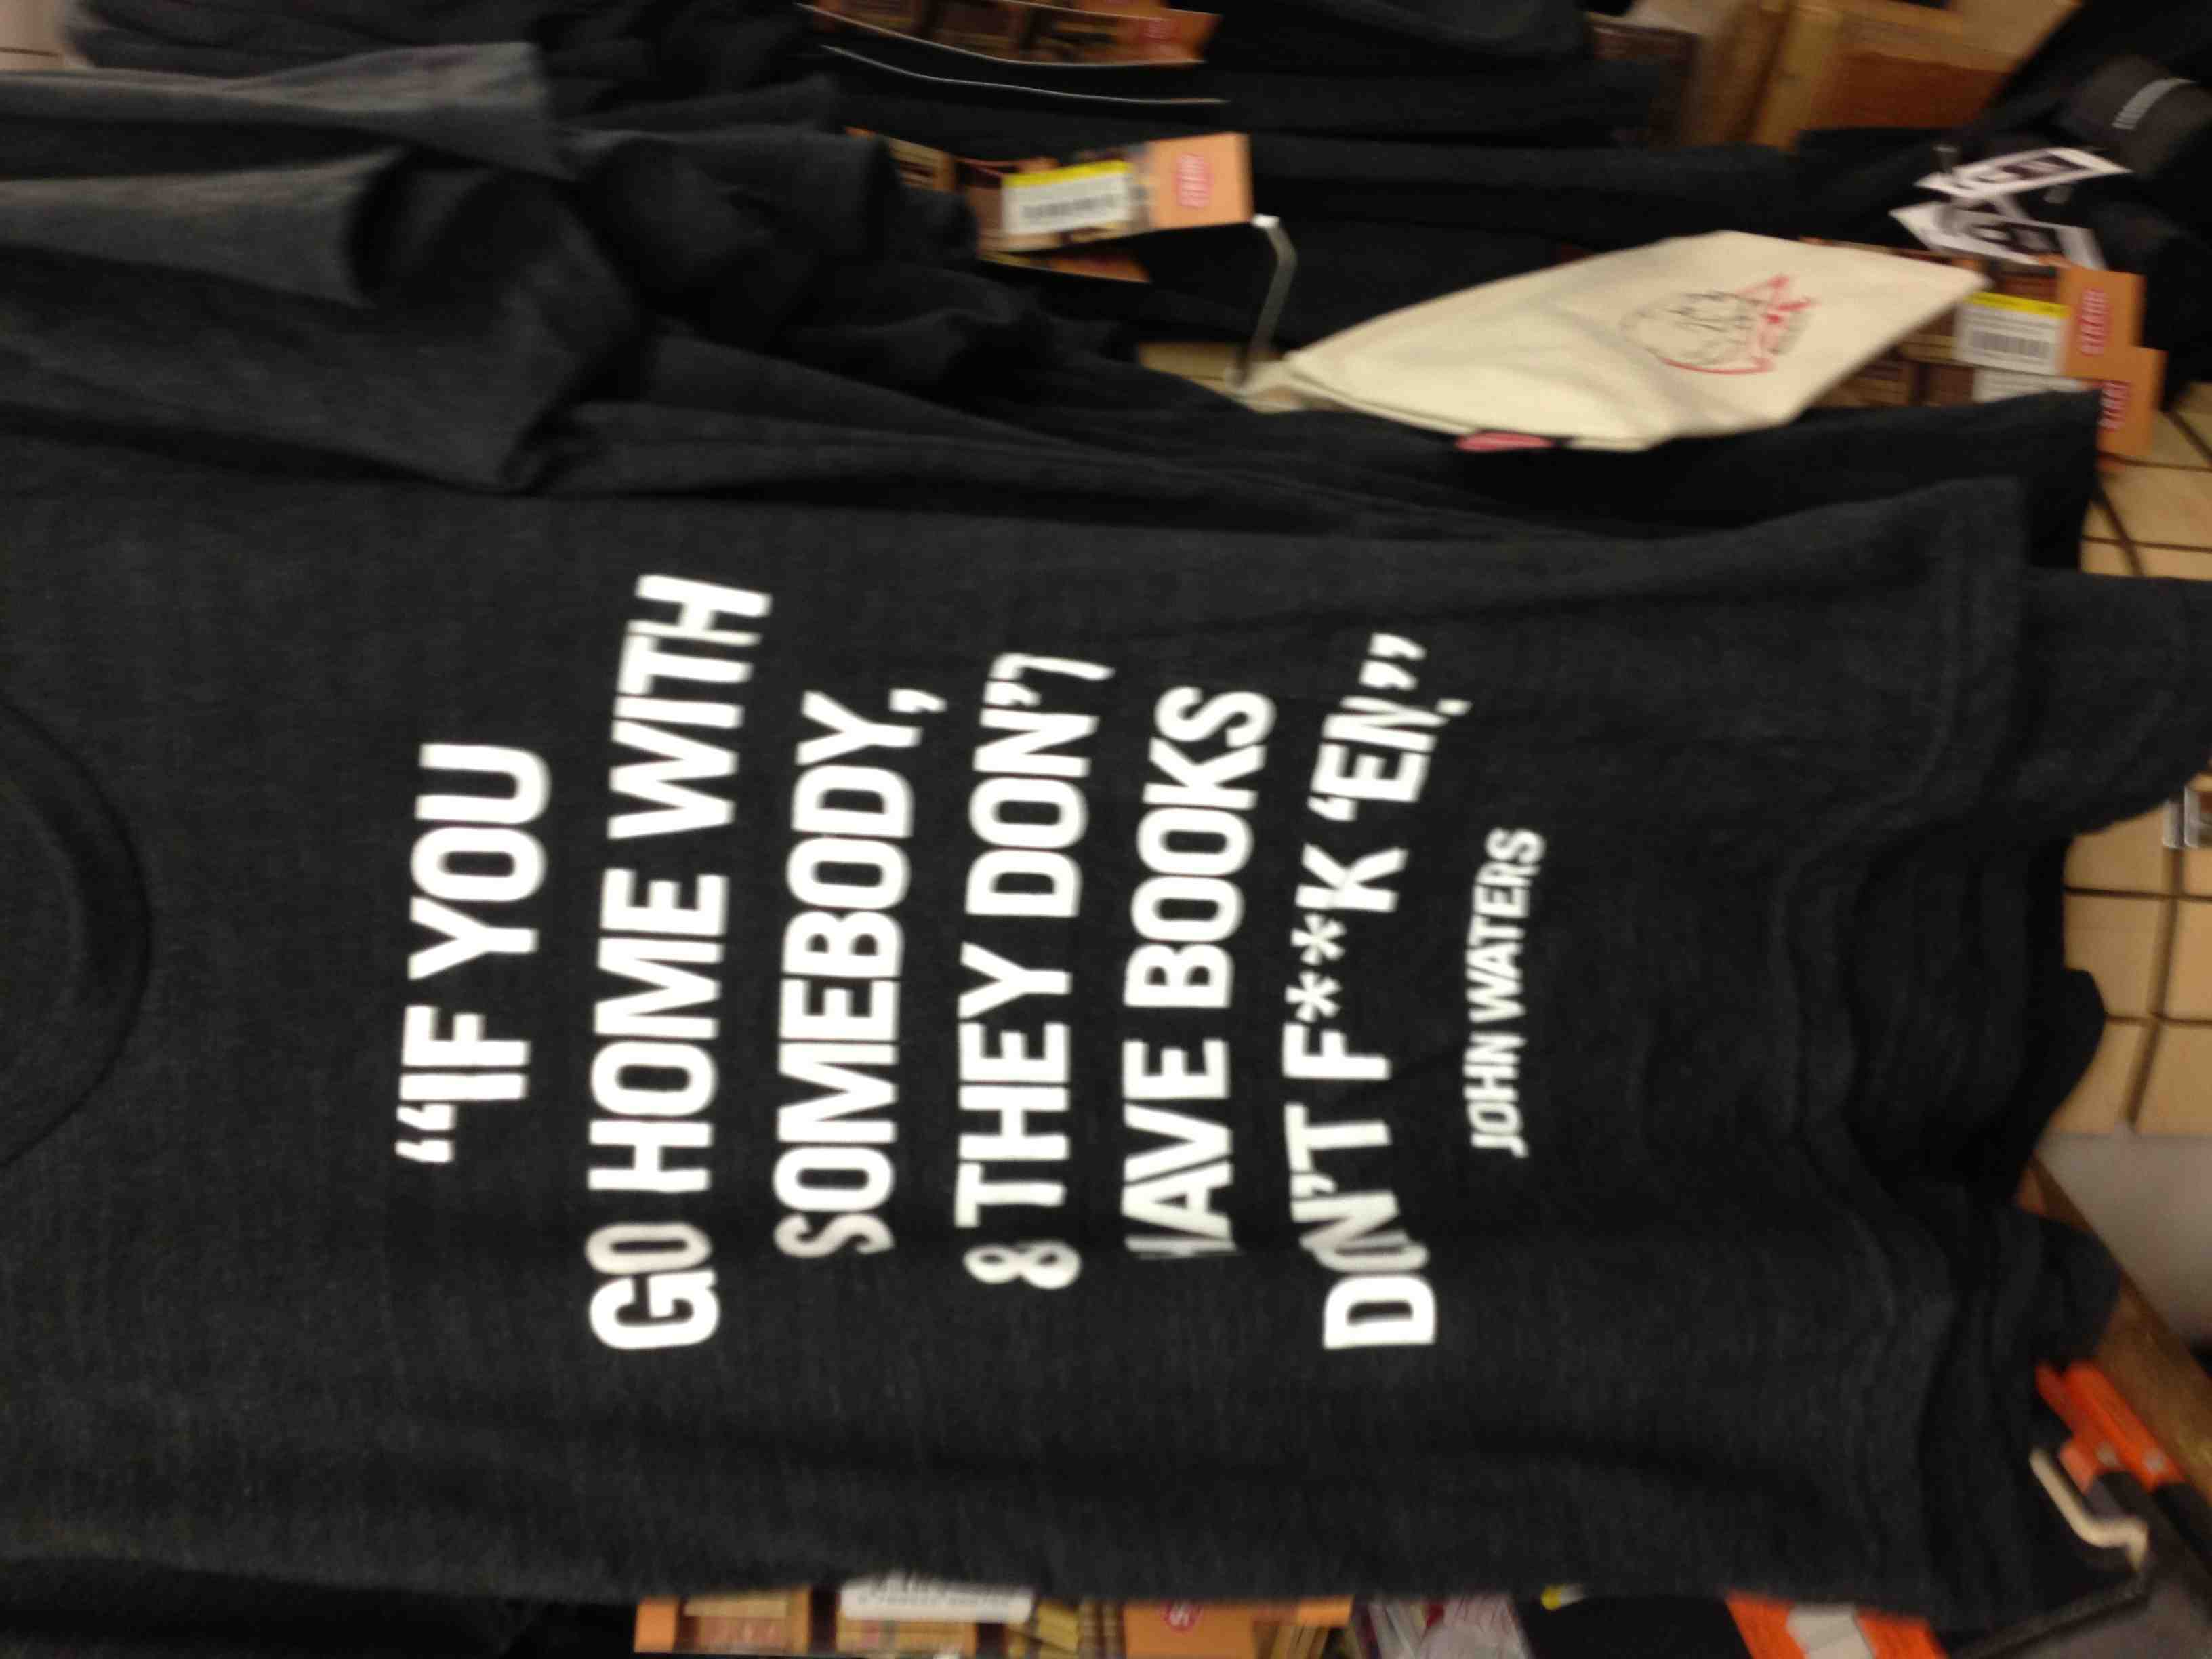 “IF YOU
GO HOME WITH
SOMEBODY,
& THEY DON’T
HAVE BOOKS
DON’T F**K ‘EM.”
JOHN WATERS